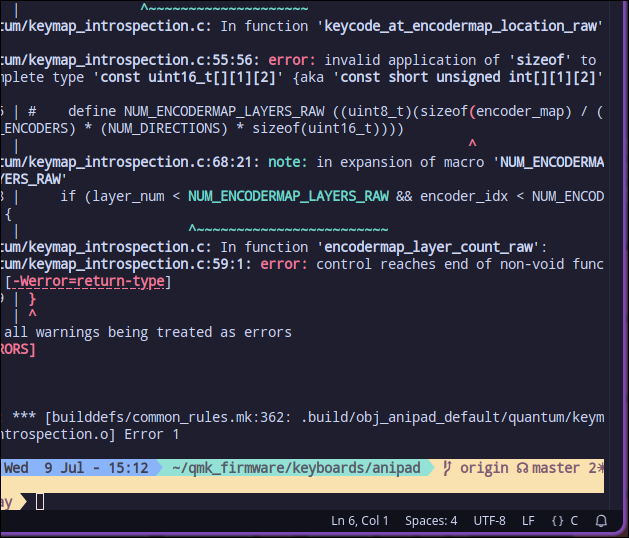 | ^~~~~~~~~~~~~~~~~~~~~
tum/keymap_introspection.c: In function 'keycode_at_encodermap_location_raw'
tum/keymap_introspection.c:55:56: error: invalid application of 'sizeof' to
mplete type 'const uint16_t[][1][2]' {aka 'const short unsigned int[][1][2]'
5 | # define NUM_ENCODERMAP_LAYERS_RAW ((uint8_t)(sizeof(encoder_map) / (
_ENCODERS) * (NUM_DIRECTIONS) * sizeof(uint16_t))))
| ^
tum/keymap_introspection.c:68:21: note: in expansion of macro 'NUM_ENCODERMA
YERS_RAW'
8 | if (layer_num < NUM_ENCODERMAP_LAYERS_RAW && encoder_idx < NUM_ENCOD
{
| ^~~~~~~~~~~~~~~~~~~~~~~~~
tum/keymap_introspection.c: In function 'encodermap_layer_count_raw':
tum/keymap_introspection.c:59:1: error: control reaches end of non-void func
[-Werror=return-type]
9 | }
| ^
all warnings being treated as errors
RORS]
*** [builddefs/common_rules.mk:362: .build/obj_anipad_default/quantum/keym
ntrospection.o] Error 1
Wed 9 Jul - 15:12 ~/qmk_firmware/keyboards/anipad origin master 2*
ay
Ln 6, Col 1 Spaces: 4 UTF-8 LF {} C